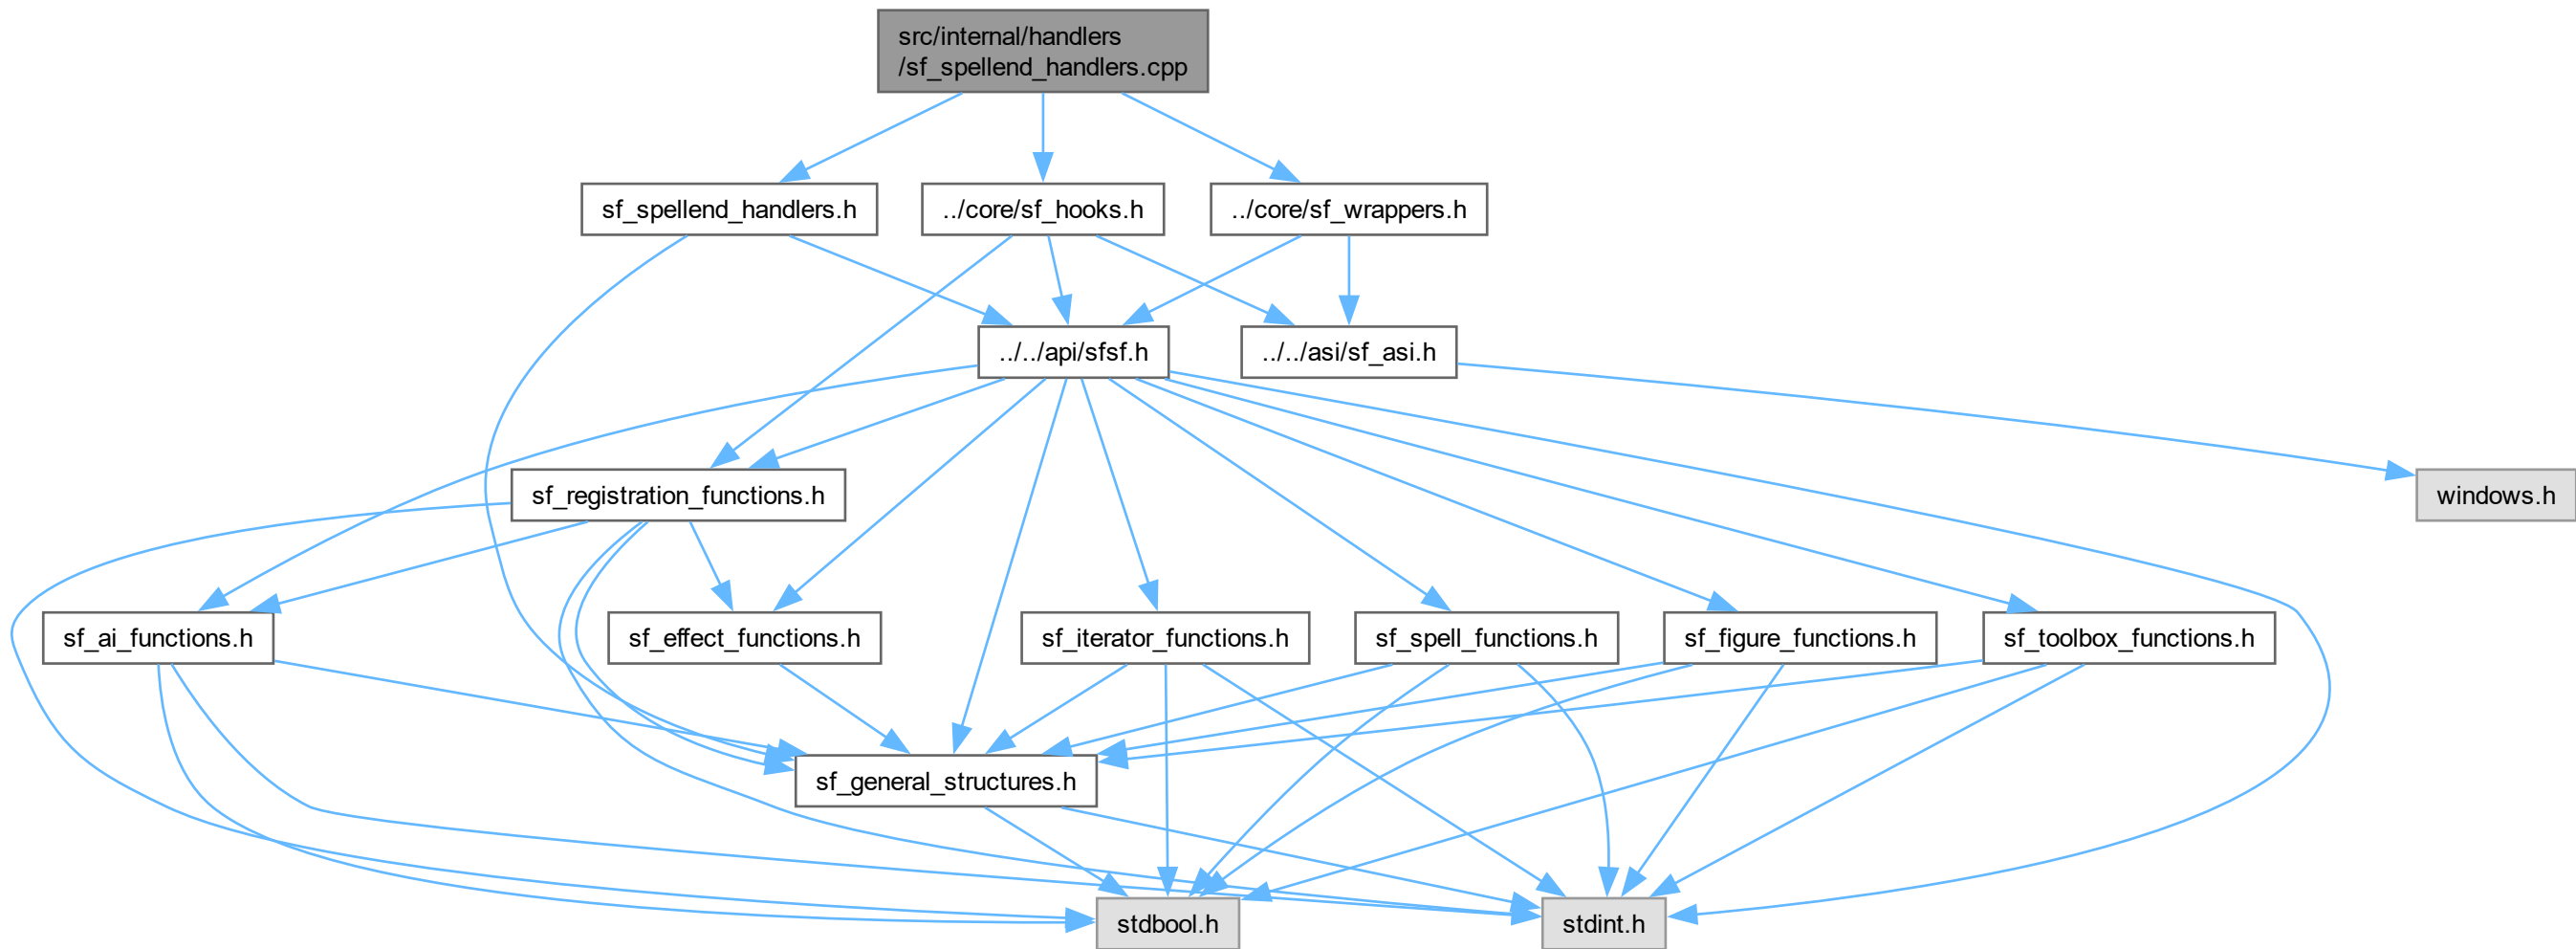 src/internal/handlers
/sf_spellend_handlers.cpp
sf_spellend_handlers.h
../core/sf_hooks.h
../core/sf_wrappers.h
../../api/sfsf.h
../../asi/sf_asi.h
sf_registration_functions.h
windows.h
sf_ai_functions.h
sf_effect_functions.h
sf_iterator_functions.h
sf_spell_functions.h
sf_figure_functions.h
sf_toolbox_functions.h
sf_general_structures.h
stdbool.h
stdint.h